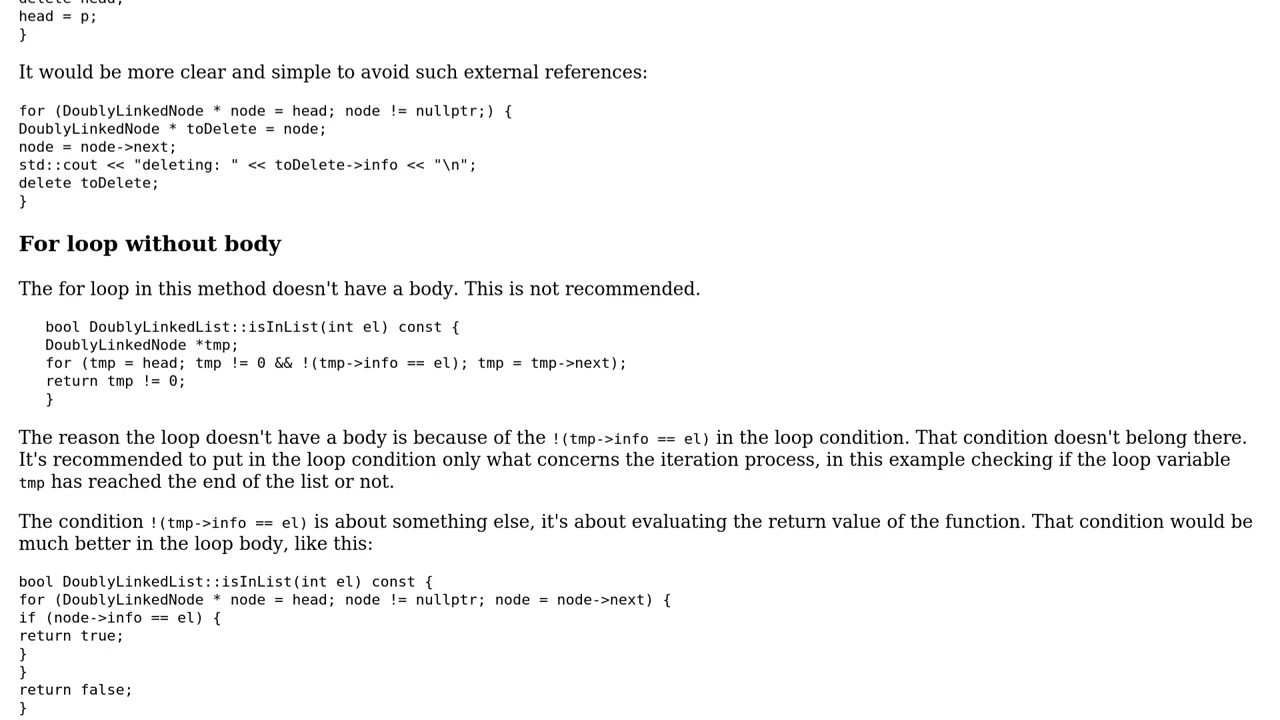 delete head;
head = p;
}
It would be more clear and simple to avoid such external references:
for (DoublyLinkedNode * node = head; node != nullptr;) {
DoublyLinkedNode * toDelete = node;
node = node->next;
std::cout << "deleting: " << toDelete->info << "\n";
delete toDelete;
}
For loop without body
The for loop in this method doesn't have a body. This is not recommended.
bool DoublyLinkedList::isInList(int el) const {
DoublyLinkedNode *tmp;
for (tmp = head; tmp != 0 && !(tmp->info == el); tmp = tmp->next);
return tmp != 0;
}
The reason the loop doesn't have a body is because of the !(tmp->info == el) in the loop condition. That condition doesn't belong there.
It's recommended to put in the loop condition only what concerns the iteration process, in this example checking if the loop variable
tmp has reached the end of the list or not.
The condition !(tmp->info == el) is about something else, it's about evaluating the return value of the function. That condition would be
much better in the loop body, like this:
bool DoublyLinkedList::isInList(int el) const {
for (DoublyLinkedNode * node = head; node != nullptr; node = node->next) {
if (node->info == el) {
return true;
}
}
return false;
}